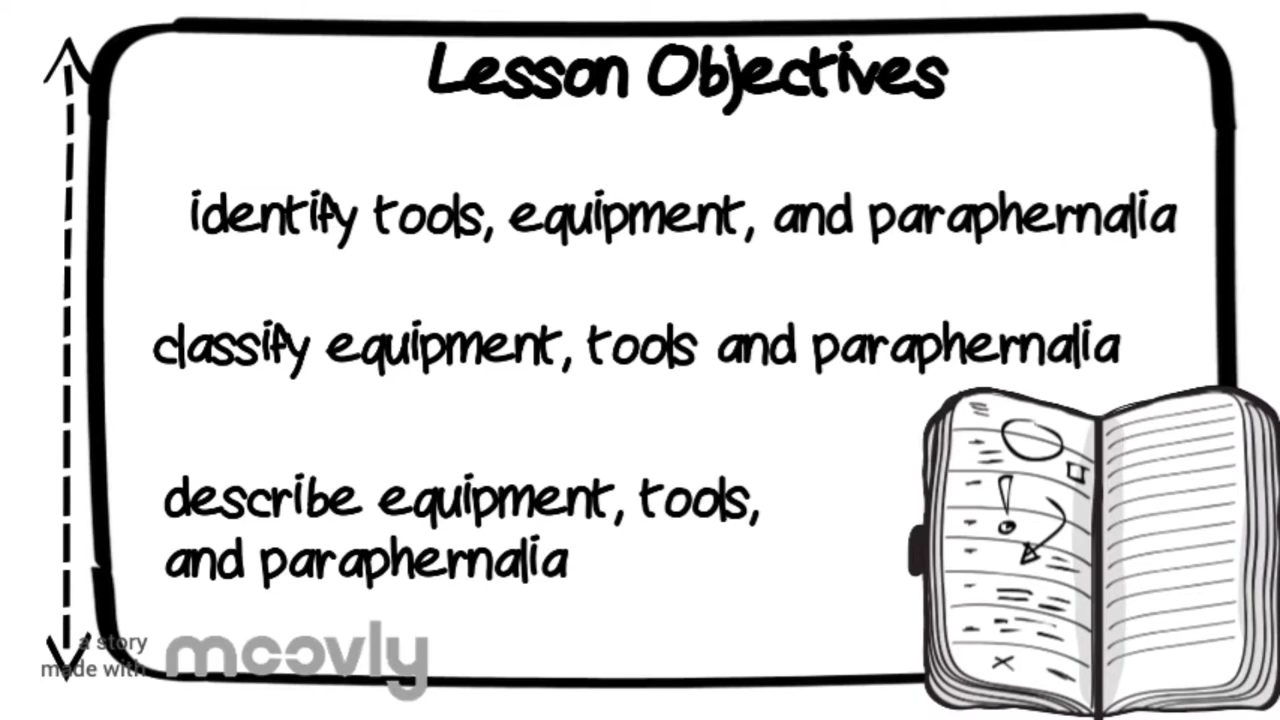 Lesson Objectives
identify tools, equipment, and paraphernalia
classify equipment, tools and paraphernalia
describe equipment, tools,
and paraphernalia
a story
made with moovly